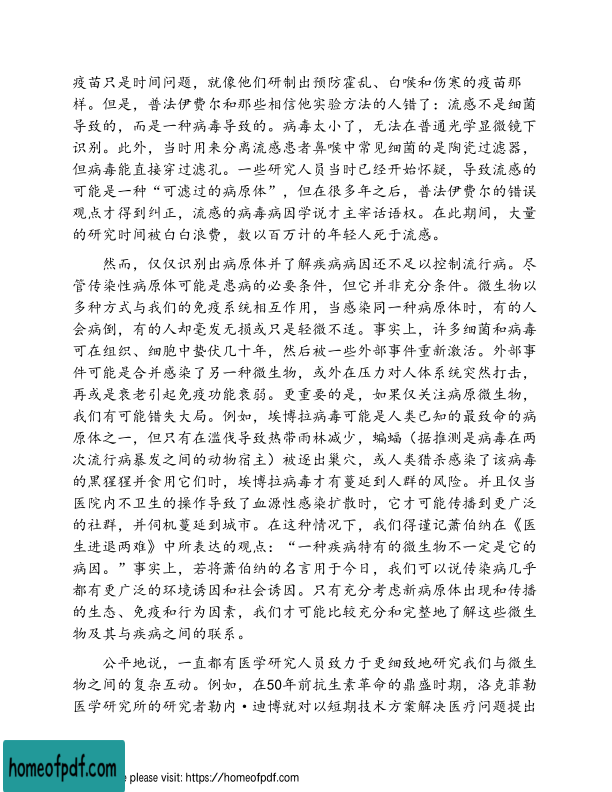 疫苗只是时间问题，就像他们研制出预防霍乱、白喉和伤寒的疫苗那
样。但是，普法伊费尔和那些相信他实验方法的人错了：流感不是细菌
导致的，而是一种病毒导致的。病毒太小了，无法在普通光学显微镜下
识别。此外，当时用来分离流感患者鼻喉中常见细菌的是陶瓷过滤器，
但病毒能直接穿过滤孔。一些研究人员当时已经开始怀疑，导致流感的
可能是一种“可滤过的病原体”，但在很多年之后，普法伊费尔的错误
观点才得到纠正，流感的病毒病因学说才主宰话语权。在此期间，大量
的研究时间被白白浪费，数以百万计的年轻人死于流感。
然而，仅仅识别出病原体并了解疾病病因还不足以控制流行病。尽
管传染性病原体可能是患病的必要条件，但它并非充分条件。微生物以
多种方式与我们的免疫系统相互作用，当感染同一种病原体时，有的人
会病倒，有的人却毫发无损或只是轻微不适。事实上，许多细菌和病毒
可在组织、细胞中蛰伏几十年，然后被一些外部事件重新激活。外部事
件可能是合并感染了另一种微生物，或外在压力对人体系统突然打击，
再或是衰老引起免疫功能衰弱。更重要的是，如果仅关注病原微生物，
我们有可能错失大局。例如，埃博拉病毒可能是人类已知的最致命的病
原体之一，但只有在滥伐导致热带雨林减少，蝙蝠（据推测是病毒在两
次流行病暴发之间的动物宿主）被逐出巢穴，或人类猎杀感染了该病毒
的黑猩猩并食用它们时，埃博拉病毒才有蔓延到人群的风险。并且仅当
医院内不卫生的操作导致了血源性感染扩散时，它才可能传播到更广泛
的社群，并伺机蔓延到城市。在这种情况下，我们得谨记萧伯纳在《医
生进退两难》中所表达的观点：“一种疾病特有的微生物不一定是它的
病因。”事实上，若将萧伯纳的名言用于今日，我们可以说传染病几乎
都有更广泛的环境诱因和社会诱因。只有充分考虑新病原体出现和传播
的生态、免疫和行为因素，我们才可能比较充分和完整地了解这些微生
物及其与疾病之间的联系。
公平地说，一直都有医学研究人员致力于更细致地研究我们与微生
物之间的复杂互动。例如，在50年前抗生素革命的鼎盛时期，洛克菲勒
医学研究所的研究者勒内·迪博就对以短期技术方案解决医疗问题提出
homeofpdf.com
e please visit: https://homeofpdf.com